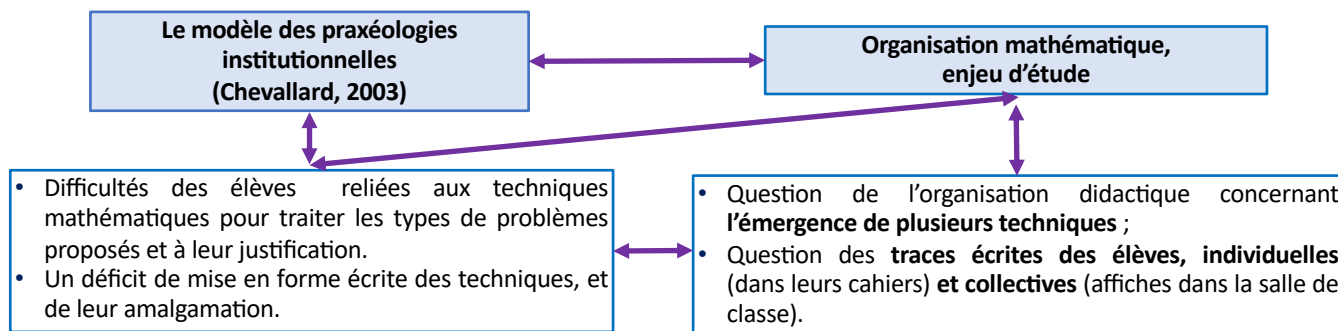 Le modèle des praxéologies
institutionnelles
(Chevallard, 2003)
Organisation mathématique,
enjeu d’étude
• Difficultés des élèves reliées aux techniques
mathématiques pour traiter les types de problèmes
proposés et à leur justification.
• Un déficit de mise en forme écrite des techniques, et
de leur amalgamation.
• Question de l’organisation didactique concernant
l’émergence de plusieurs techniques ;
• Question des traces écrites des élèves, individuelles
(dans leurs cahiers) et collectives (affiches dans la salle de
classe).